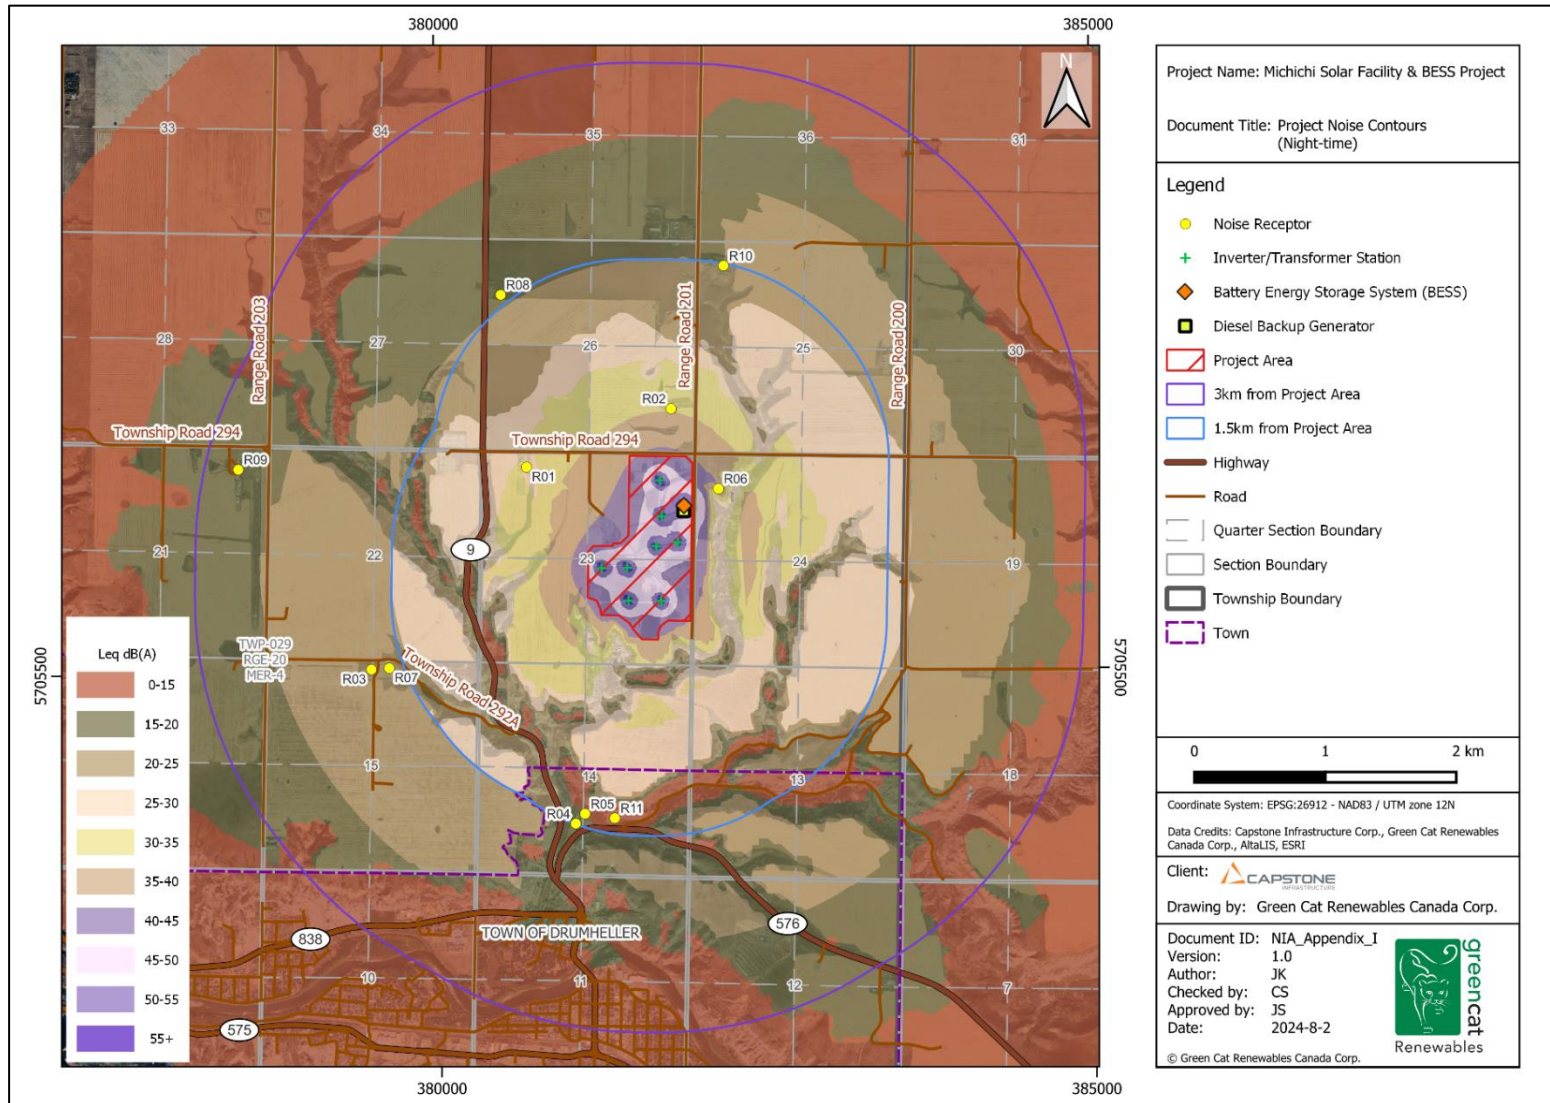 380000
385000
N
33
34
35
36
31
R10
R08
Range Road 203
Range Road 201
Range Road 200
28
27
26
25
30
R02
Township Road 294
Township Road 294
R09
R01
R06
9
21
22
23
24
19
TWP-029
RGE-20
MER-4
R03
R07
Township Road 292A
5705500
5705500
15
14
13
18
R04
R05
R11
576
838
TOWN OF DRUMHELLER
10
11
12
7
575
Leq dB(A)
0-15
15-20
20-25
25-30
30-35
35-40
40-45
45-50
50-55
55+
380000
385000
Project Name: Michichi Solar Facility & BESS Project
Document Title: Project Noise Contours
(Night-time)
Legend
Noise Receptor
Inverter/Transformer Station
Battery Energy Storage System (BESS)
Diesel Backup Generator
Project Area
3km from Project Area
1.5km from Project Area
Highway
Road
Quarter Section Boundary
Section Boundary
Township Boundary
Town
0 1 2 km
Coordinate System: EPSG:26912 - NAD83 / UTM zone 12N
Data Credits: Capstone Infrastructure Corp., Green Cat Renewables
Canada Corp., AltaLIS, ESRI
Client: CAPSTONE
INFRASTRUCTURE
Drawing by: Green Cat Renewables Canada Corp.
Document ID: NIA_Appendix_I
Version: 1.0
Author: JK
Checked by: CS
Approved by: JS
Date: 2024-8-2
greencat
Renewables
© Green Cat Renewables Canada Corp.